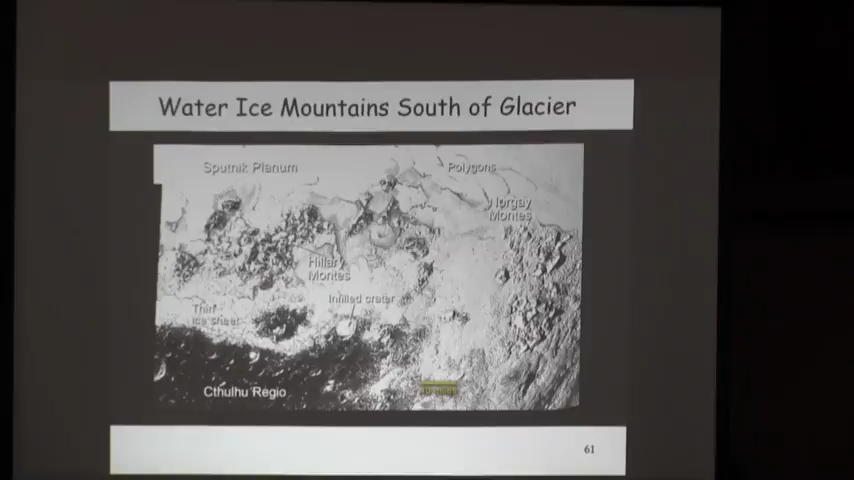 Water Ice Mountains South of Glacier
Sputnik Planum
Polygons
Norgay
Montes
Hillary
Montes
Infilled crater
Thin
ice sheet
Cthulhu Regio
61